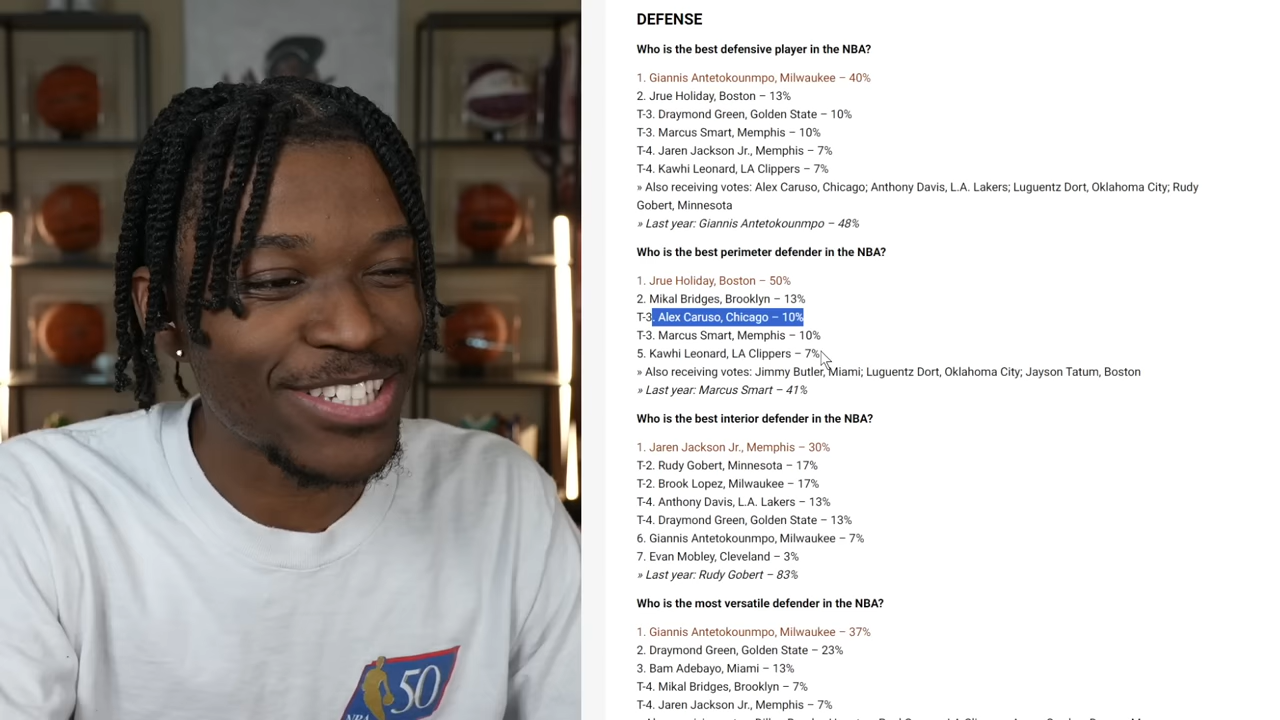 DEFENSE
Who is the best defensive player in the NBA?
1. Giannis Antetokounmpo, Milwaukee – 40%
2. Jrue Holiday, Boston – 13%
T-3. Draymond Green, Golden State – 10%
T-3. Marcus Smart, Memphis – 10%
T-4. Jaren Jackson Jr., Memphis – 7%
T-4. Kawhi Leonard, LA Clippers – 7%
» Also receiving votes: Alex Caruso, Chicago; Anthony Davis, L.A. Lakers; Luguentz Dort, Oklahoma City; Rudy
Gobert, Minnesota
» Last year: Giannis Antetokounmpo – 48%
Who is the best perimeter defender in the NBA?
1. Jrue Holiday, Boston – 50%
2. Mikal Bridges, Brooklyn – 13%
T-3. Alex Caruso, Chicago – 10%
T-3. Marcus Smart, Memphis – 10%
5. Kawhi Leonard, LA Clippers – 7%
» Also receiving votes: Jimmy Butler, Miami; Luguentz Dort, Oklahoma City; Jayson Tatum, Boston
» Last year: Marcus Smart – 41%
Who is the best interior defender in the NBA?
1. Jaren Jackson Jr., Memphis – 30%
T-2. Rudy Gobert, Minnesota – 17%
T-2. Brook Lopez, Milwaukee – 17%
T-4. Anthony Davis, L.A. Lakers – 13%
T-4. Draymond Green, Golden State – 13%
6. Giannis Antetokounmpo, Milwaukee – 7%
7. Evan Mobley, Cleveland – 3%
» Last year: Rudy Gobert – 83%
Who is the most versatile defender in the NBA?
1. Giannis Antetokounmpo, Milwaukee – 37%
2. Draymond Green, Golden State – 23%
3. Bam Adebayo, Miami – 13%
T-4. Mikal Bridges, Brooklyn – 7%
T-4. Jaren Jackson Jr., Memphis – 7%
50
NBA